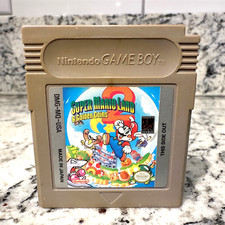 Nintendo GAME BOY
DMG-MQ-USA
MADE IN JAPAN
SUPER MARIO LAND
2
6 Golden Coins
THIS SIDE OUT